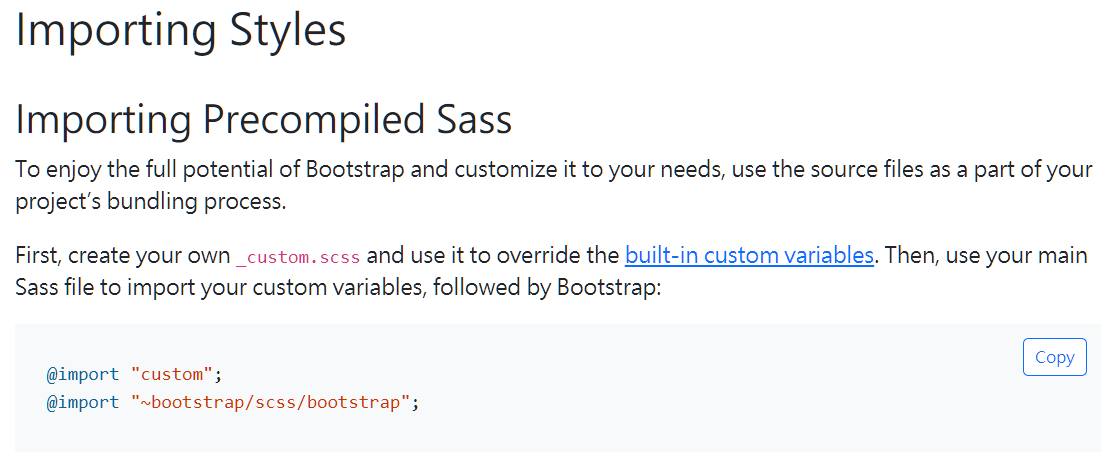 Importing Styles
Importing Precompiled Sass
To enjoy the full potential of Bootstrap and customize it to your needs, use the source files as a part of your
project’s bundling process.
First, create your own _custom.scss and use it to override the built-in custom variables. Then, use your main
Sass file to import your custom variables, followed by Bootstrap:
Copy
@import "custom";
@import "~bootstrap/scss/bootstrap";